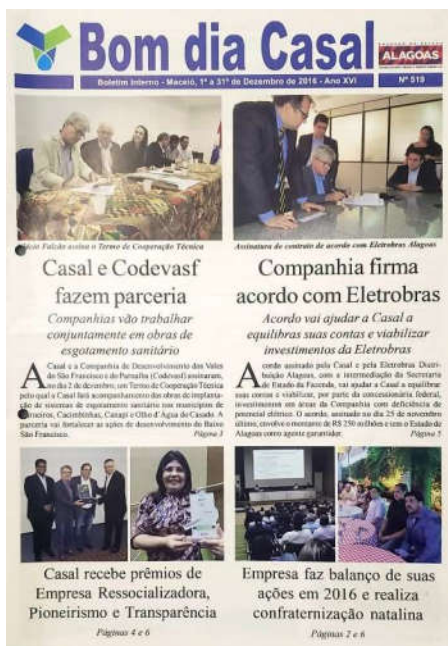 Bom dia Casal
ALAGOAS
Boletim Interno - Maceió, 1º a 31º de Dezembro de 2016 - Ano XVI
Nº 519
Falcão assina o Termo de Cooperação Técnica
Casal e Codevasf
fazem parceria
Companhias vão trabalhar
conjuntamente em obras de
esgotamento sanitário
A Casal e a Companhia de Desenvolvimento dos Vales
do São Francisco e do Parnaíba (Codevasf) assinaram,
no dia 2 de dezembro, um Termo de Cooperação Técnica
pelo qual a Casal fará acompanhamento das obras de implanta-
ção de sistemas de esgotamento sanitário nos municípios de
Cacimbinhas, Canapi e Olho d'Água do Casado. A
parceria vai fortalecer as ações de desenvolvimento do Baixo
São Francisco.
Página 3
Assinatura de contrato de acordo com Eletrobras Alagoas
Companhia firma
acordo com Eletrobras
Acordo vai ajudar a Casal a
equilibras suas contas e viabilizar
investimentos da Eletrobras
Acordo assinado pela Casal e pela Eletrobras Distri-
buição Alagoas, com a intermediação da Secretaria
de Estado da Fazenda, vai ajudar a Casal a equilibrar
suas contas e viabilizar, por parte da concessionária federal,
investimentos em áreas da Companhia com deficiência de
potencial elétrico. O acordo, assinado no dia 25 de novembro
último, envolve o montante de R$ 250 milhões e tem o Estado de
Alagoas como agente garantidor.
Página 5
Casal recebe prêmios de
Empresa Ressocializadora,
Pioneirismo e Transparência
Páginas 4 e 6
Empresa faz balanço de suas
ações em 2016 e realiza
confraternização natalina
Páginas 2 e 6